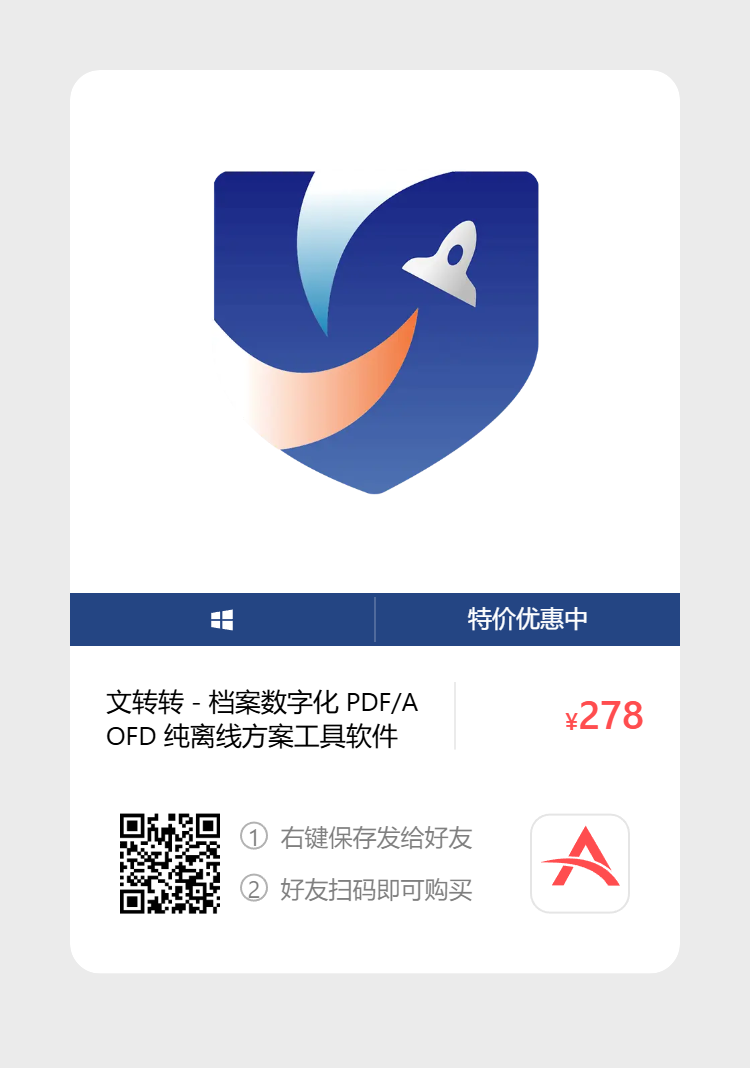 特价优惠中
文转转 - 档案数字化 PDF/A
OFD 纯离线方案工具软件
¥278
① 右键保存发给好友
② 好友扫码即可购买